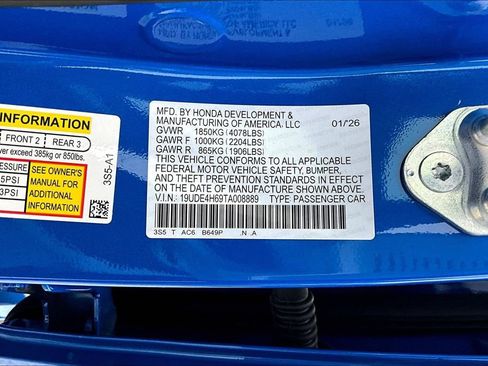 INFORMATION
FRONT 2 REAR 3
ver exceed 385kg or 850lbs.
5PSI
3PSI
SEE OWNER'S
MANUAL FOR
ADDITIONAL
INFORMATION
3S5-A1
MFD. BY HONDA DEVELOPMENT &
MANUFACTURING OF AMERICA, LLC 01/'26
GVWR 1850KG(4078LBS)
GAWR F 1000KG(2204LBS)
GAWR R 865KG(1906LBS)
THIS VEHICLE CONFORMS TO ALL APPLICABLE
FEDERAL MOTOR VEHICLE SAFETY, BUMPER,
AND THEFT PREVENTION STANDARDS IN EFFECT
ON THE DATE OF MANUFACTURE SHOWN ABOVE.
V.I.N.: 19UDE4H69TA008889 TYPE: PASSENGER CAR
3S5 T AC6 B649P .N .A